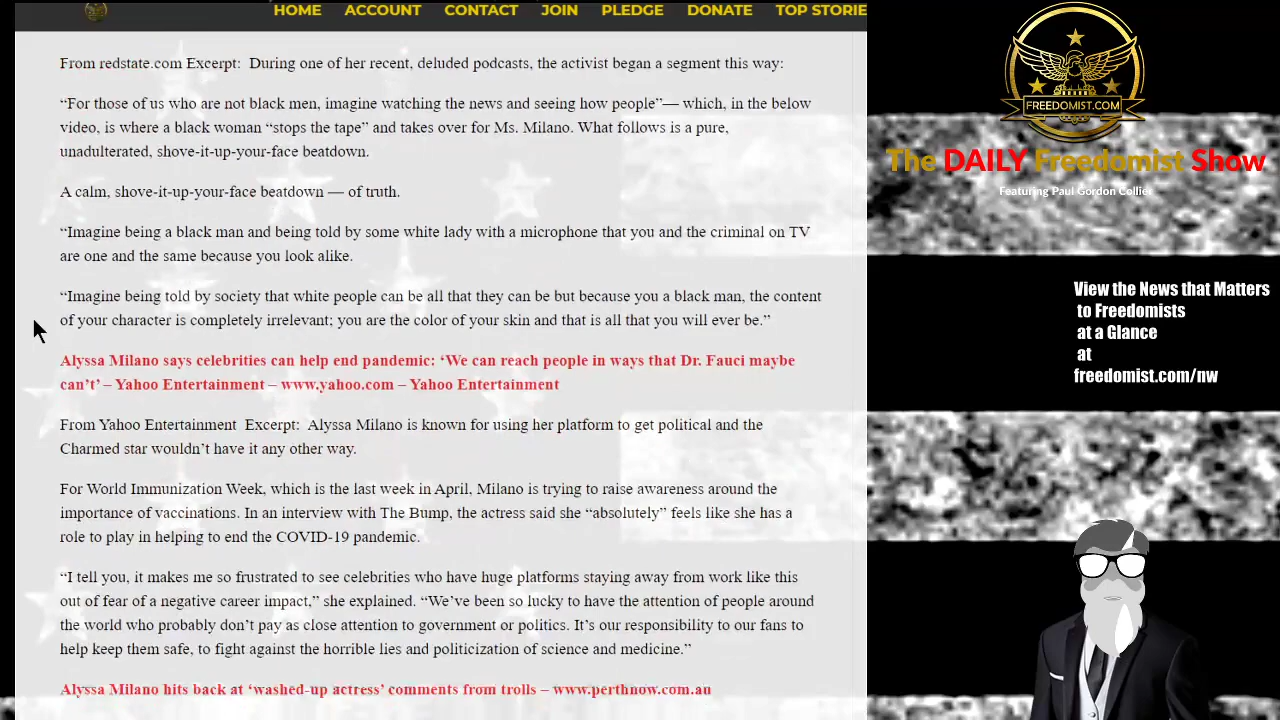 HOME ACCOUNT CONTACT JOIN PLEDGE DONATE TOP STORIE
From redstate.com Excerpt: During one of her recent, deluded podcasts, the activist began a segment this way:
“For those of us who are not black men, imagine watching the news and seeing how people”— which, in the below
video, is where a black woman “stops the tape” and takes over for Ms. Milano. What follows is a pure,
unadulterated, shove-it-up-your-face beatdown.
A calm, shove-it-up-your-face beatdown — of truth.
“Imagine being a black man and being told by some white lady with a microphone that you and the criminal on TV
are one and the same because you look alike.
“Imagine being told by society that white people can be all that they can be but because you a black man, the content
of your character is completely irrelevant; you are the color of your skin and that is all that you will ever be.”
Alyssa Milano says celebrities can help end pandemic: ‘We can reach people in ways that Dr. Fauci maybe
can’t’ – Yahoo Entertainment – www.yahoo.com – Yahoo Entertainment
From Yahoo Entertainment Excerpt: Alyssa Milano is known for using her platform to get political and the
Charmed star wouldn’t have it any other way.
For World Immunization Week, which is the last week in April, Milano is trying to raise awareness around the
importance of vaccinations. In an interview with The Bump, the actress said she “absolutely” feels like she has a
role to play in helping to end the COVID-19 pandemic.
“I tell you, it makes me so frustrated to see celebrities who have huge platforms staying away from work like this
out of fear of a negative career impact,” she explained. “We’ve been so lucky to have the attention of people around
the world who probably don’t pay as close attention to government or politics. It’s our responsibility to our fans to
help keep them safe, to fight against the horrible lies and politicization of science and medicine.”
Alyssa Milano hits back at ‘washed-up actress’ comments from trolls – www.perthnow.com.au
FREEDOMIST.COM
The DAILY Freedomist Show
Featuring Paul Gordon Collier
View the News that Matters
to Freedomists
at a Glance
at
freedomist.com/nw